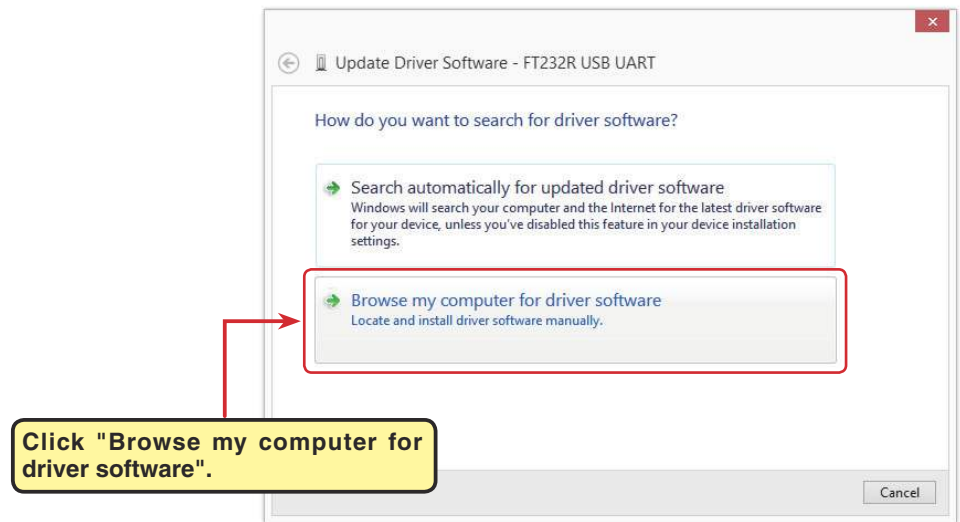 Update Driver Software - FT232R USB UART
How do you want to search for driver software?
Search automatically for updated driver software
Windows will search your computer and the Internet for the latest driver software
for your device, unless you've disabled this feature in your device installation
settings.
Browse my computer for driver software
Locate and install driver software manually.
Click "Browse my computer for
driver software".
Cancel